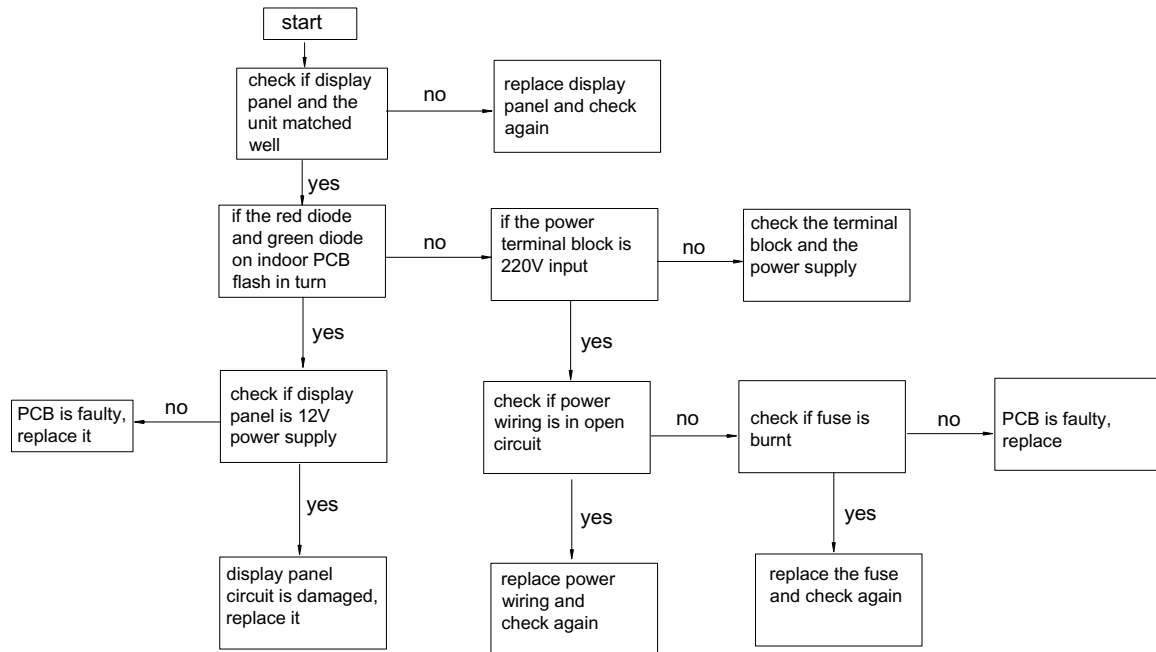 start
check if display
panel and the
unit matched
well
no
replace display
panel and check
again
yes
if the red diode
and green diode
on indoor PCB
flash in turn
no
if the power
terminal block is
220V input
no
check the terminal
block and the
power supply
yes
yes
PCB is faulty,
replace it
no
check if display
panel is 12V
power supply
check if power
wiring is in open
circuit
no
check if fuse is
burnt
no
PCB is faulty,
replace
yes
yes
yes
display panel
circuit is damaged,
replace it
replace power
wiring and
check again
replace the fuse
and check again